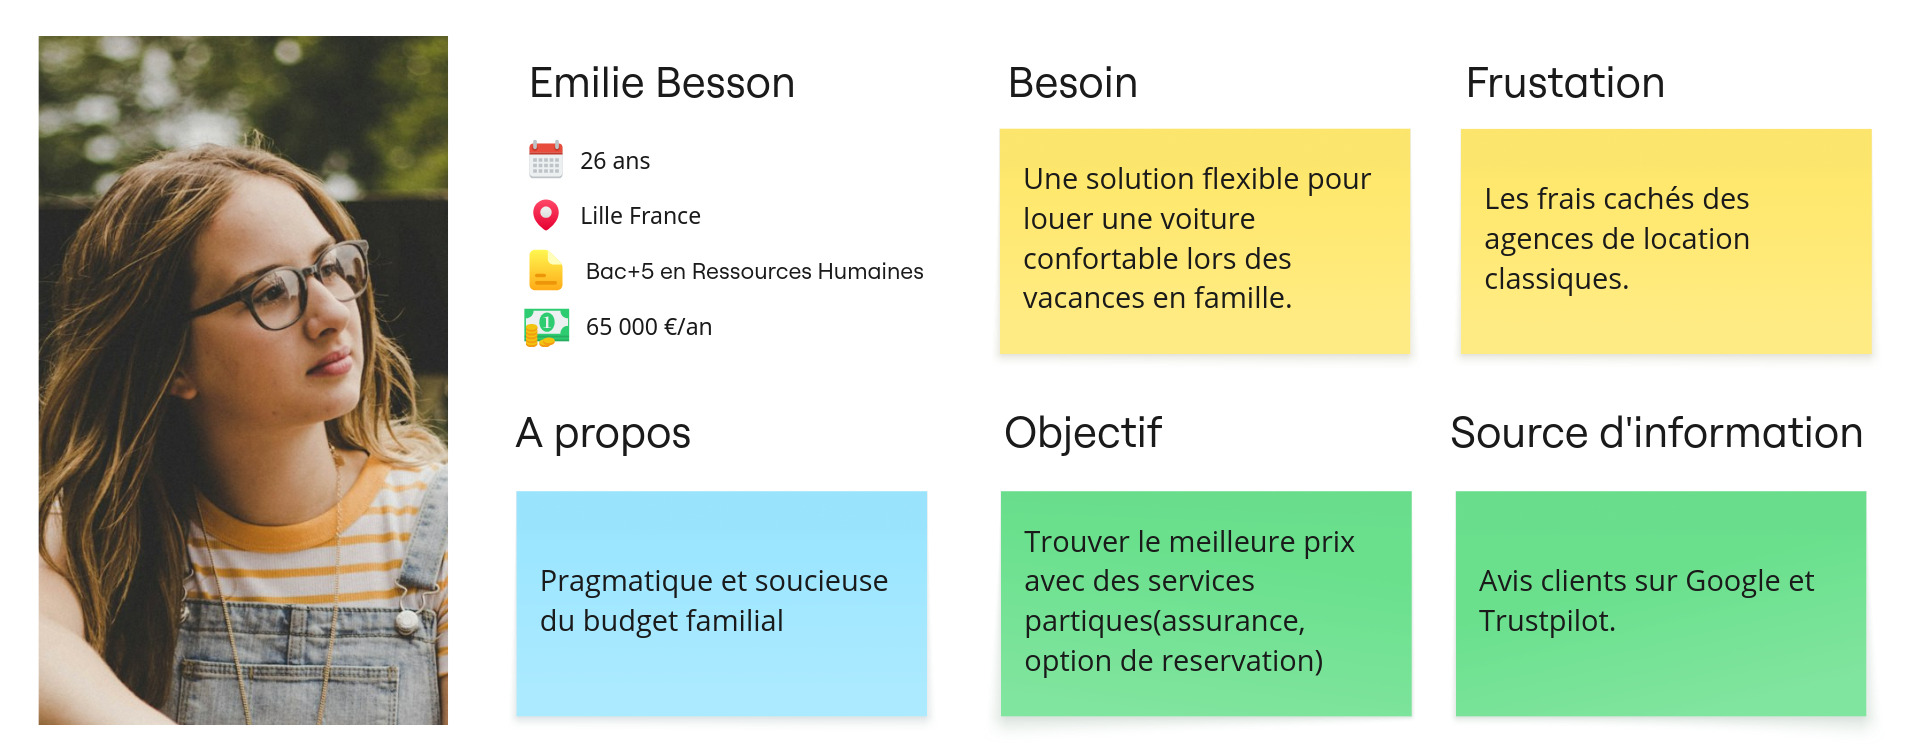 Emilie Besson
26 ans
Lille France
Bac+5 en Ressources Humaines
65 000 €/an
Besoin
Une solution flexible pour
louer une voiture
confortable lors des
vacances en famille.
Frustation
Les frais cachés des
agences de location
classiques.
A propos
Pragmatique et soucieuse
du budget familial
Objectif
Trouver le meilleure prix
avec des services
partiques(assurance,
option de reservation)
Source d'information
Avis clients sur Google et
Trustpilot.